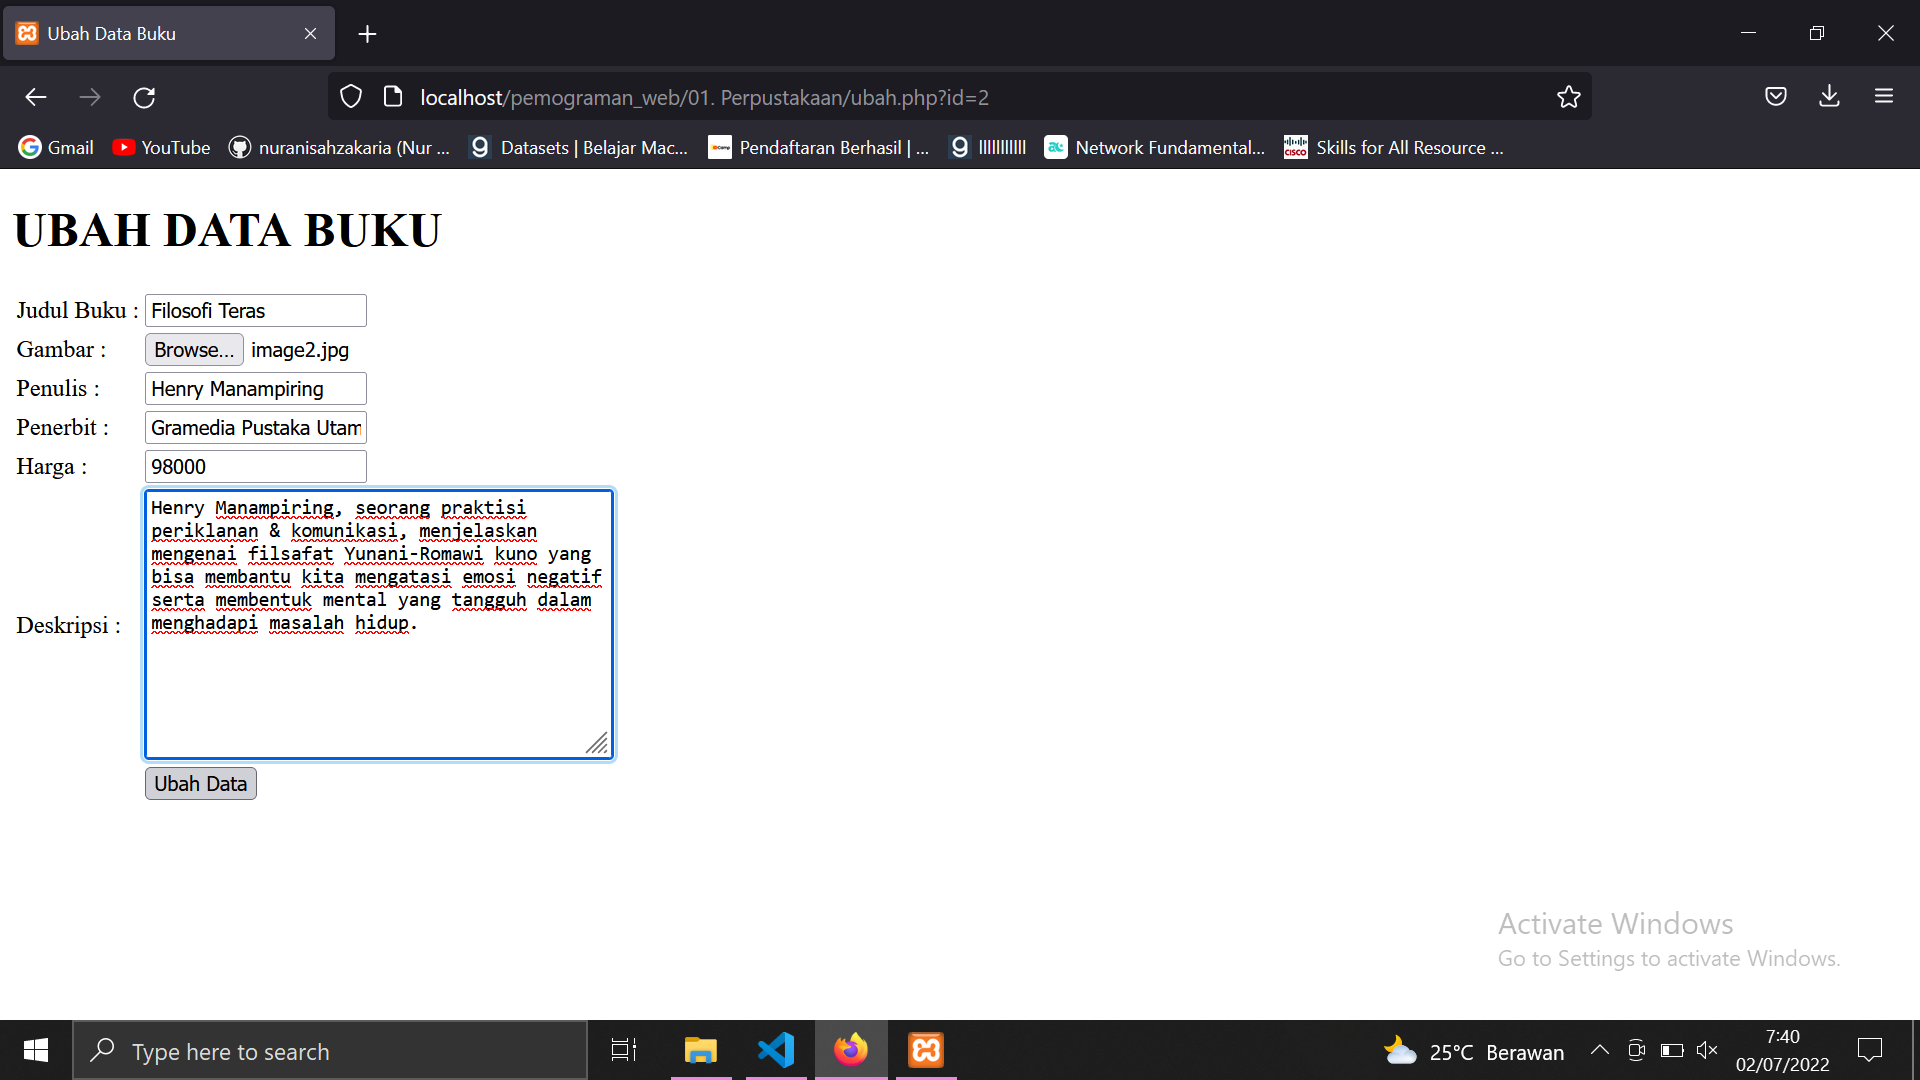 Ubah Data Buku
localhost/pemograman_web/01. Perpustakaan/ubah.php?id=2
Gmail
YouTube
nuranisahzakaria (Nur ...
Datasets | Belajar Mac...
Pendaftaran Berhasil | ...
llllllllll
Network Fundamental...
Skills for All Resource ...
UBAH DATA BUKU
Judul Buku : Filosofi Teras
Gambar : Browse... image2.jpg
Penulis : Henry Manampiring
Penerbit : Gramedia Pustaka Utam
Harga : 98000
Deskripsi :
Henry Manampiring, seorang praktisi
periklanan & komunikasi, menjelaskan
mengenai filsafat Yunani-Romawi kuno yang
bisa membantu kita mengatasi emosi negatif
serta membentuk mental yang tangguh dalam
menghadapi masalah hidup.
Ubah Data
Activate Windows
Go to Settings to activate Windows.
Type here to search
25°C Berawan
7:40
02/07/2022